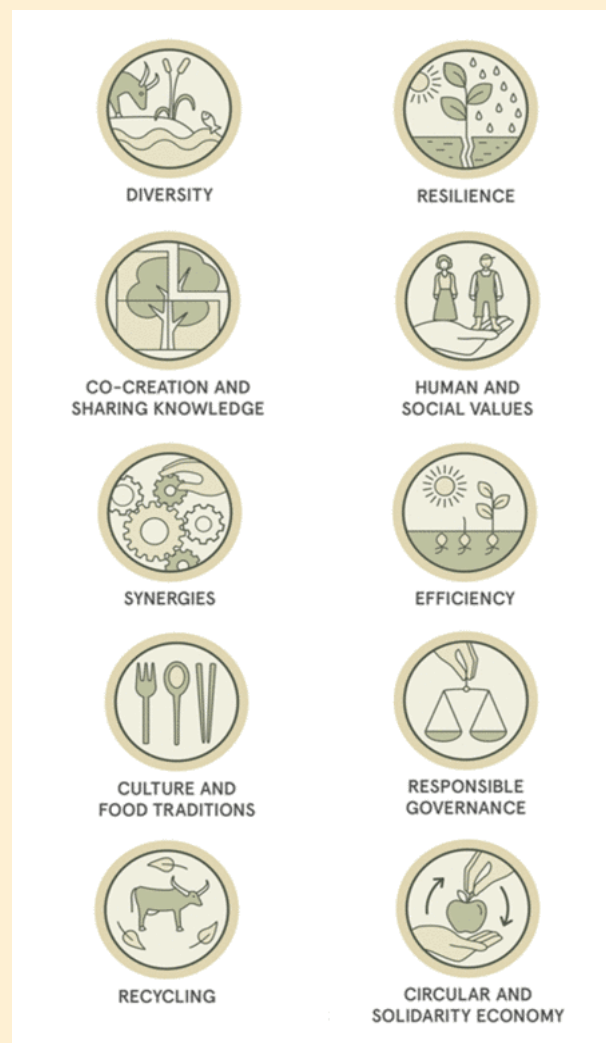 DIVERSITY
RESILIENCE
CO-CREATION AND
SHARING KNOWLEDGE
HUMAN AND
SOCIAL VALUES
SYNERGIES
EFFICIENCY
CULTURE AND
FOOD TRADITIONS
RESPONSIBLE
GOVERNANCE
RECYCLING
CIRCULAR AND
SOLIDARITY ECONOMY